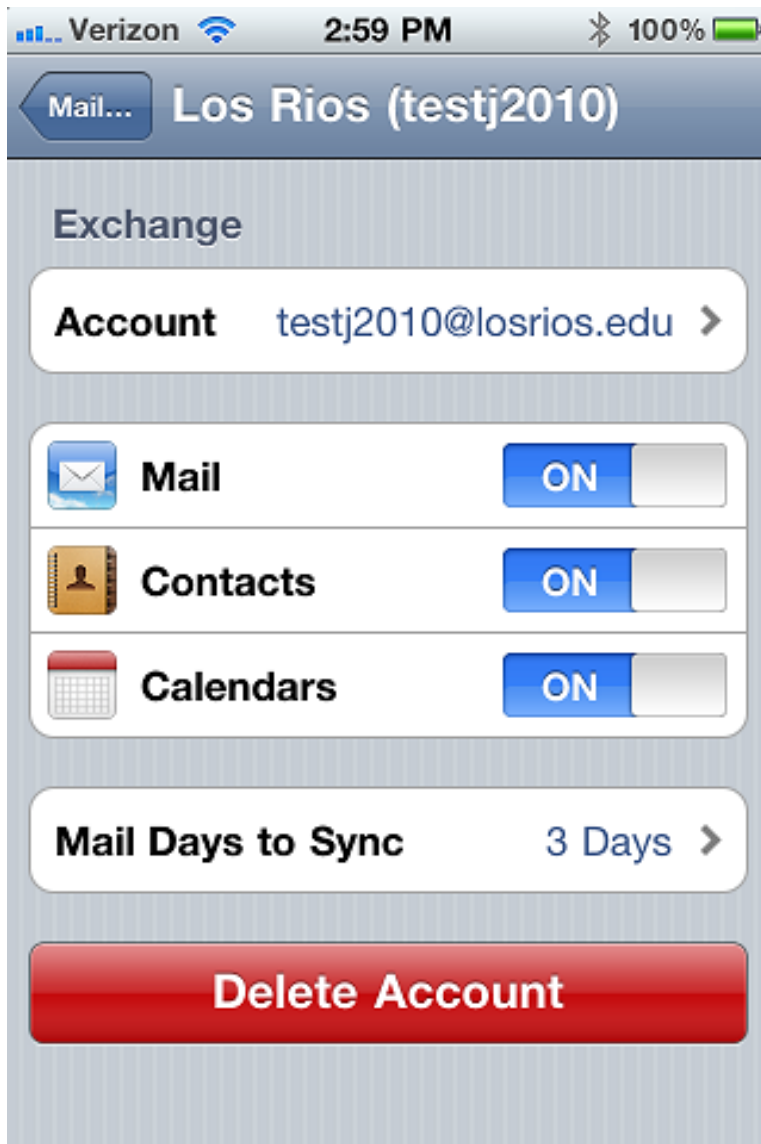 Verizon 2:59 PM 100%
Mail... Los Rios (testj2010)
Exchange
Account testj2010@losrios.edu
Mail ON
Contacts ON
Calendars ON
Mail Days to Sync 3 Days
Delete Account